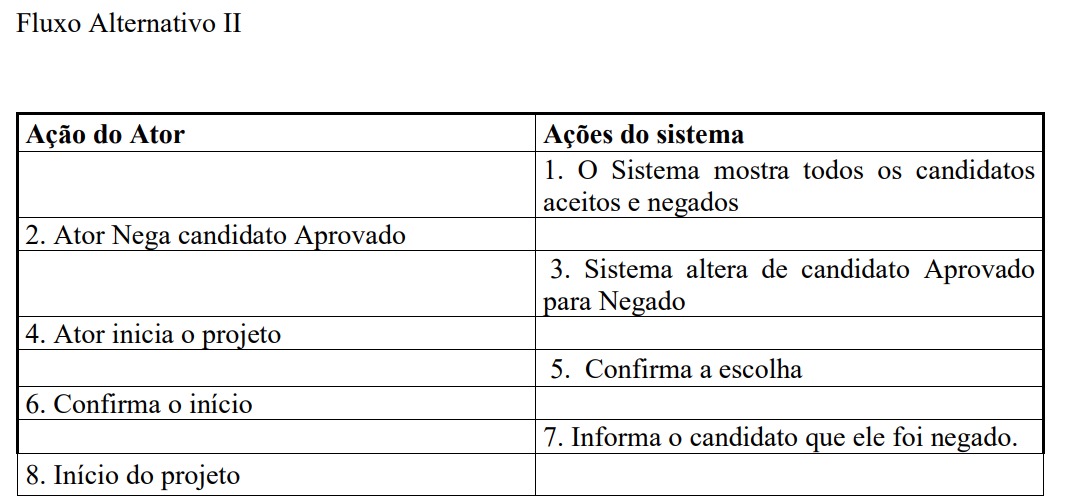 Fluxo Alternativo II
Ação do Ator
Ações do sistema
1. O Sistema mostra todos os candidatos
aceitos e negados
2. Ator Nega candidato Aprovado
3. Sistema altera de candidato Aprovado
para Negado
4. Ator inicia o projeto
5. Confirma a escolha
6. Confirma o início
7. Informa o candidato que ele foi negado.
8. Início do projeto